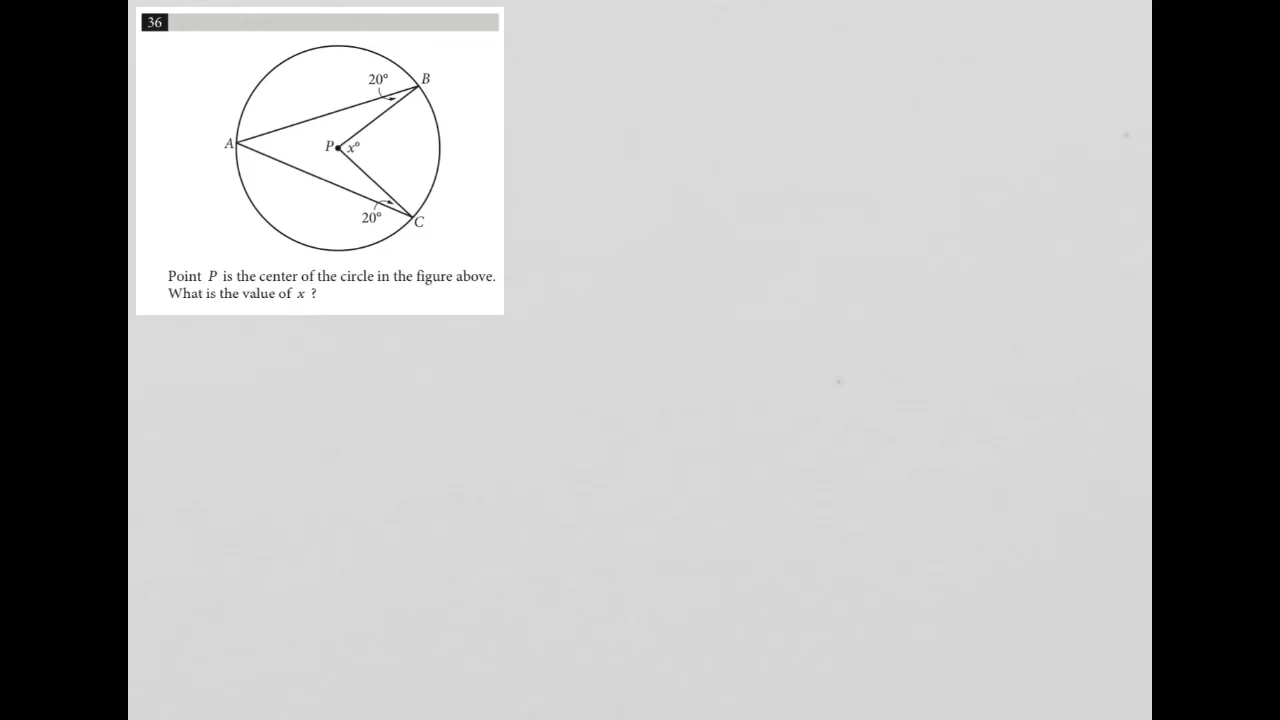 36
20°
B
A
P x°
20°
C
Point P is the center of the circle in the figure above.
What is the value of x ?